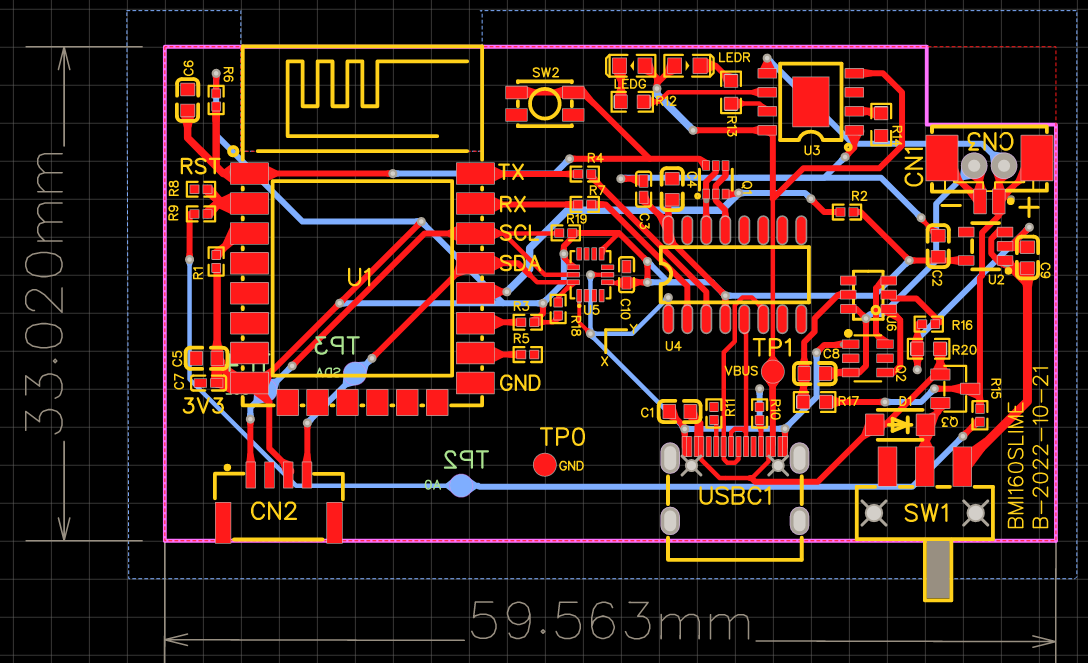 C6
R6
SW2
LEDR
LEDG
R12
R13
U3
R14
CN1
CN3
RST
TX
R4
R8
R9
RX
R7
C4
Q1
C3
R2
SCL
R19
SDA
R1
U1
U5
C10
C2
U2
C9
R3
R18
U4
U6
R16
R5
Y
X
TP3
SDA
TP1
VBUS
C8
Q2
R20
C5
C7
3V3
GND
C1
R11
R10
R17
D1
Q3
R15
TP0
GND
TP2
A0
CN2
USBC1
SW1
BMI160SLIME
B-2022-10-21
33.020mm
59.563mm